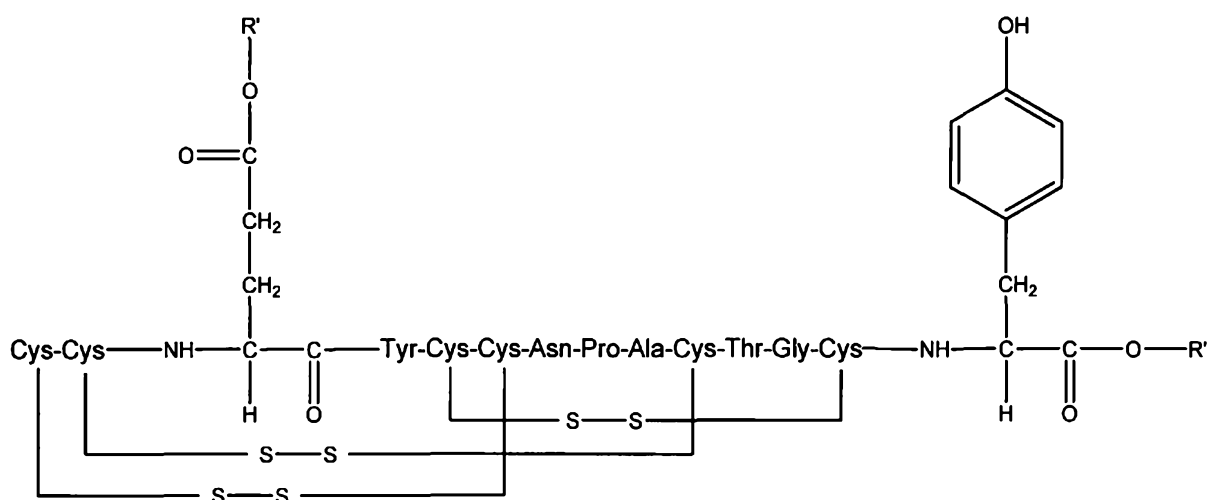 R' OH
O
O C
CH₂
CH₂ CH₂
Cys-Cys NH C C Tyr-Cys-Cys-Asn-Pro-Ala-Cys-Thr-Gly-Cys NH C C O R'
H O S S H O
S S
S S